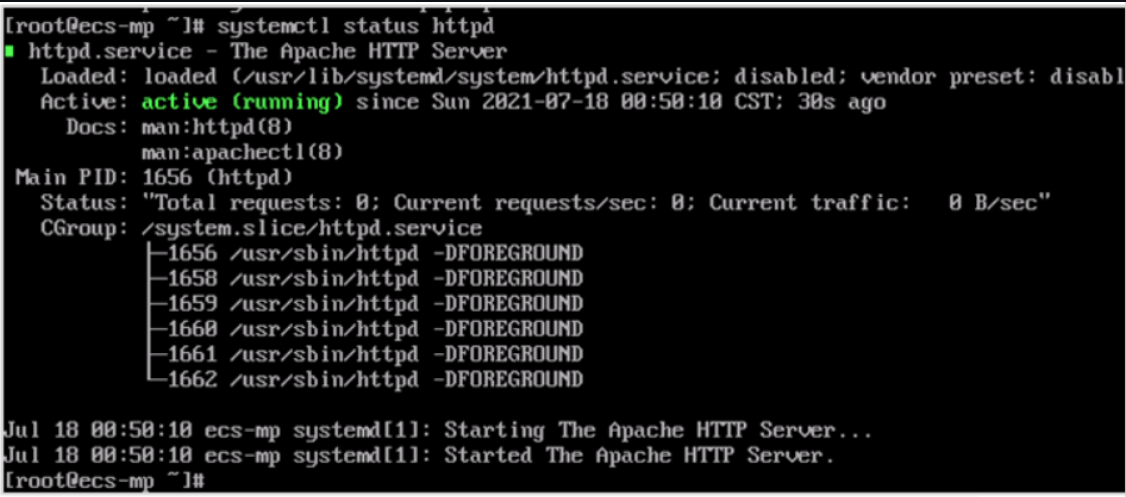 [root@ecs-mp ~]# systemctl status httpd
■ httpd.service - The Apache HTTP Server
   Loaded: loaded (/usr/lib/systemd/system/httpd.service; disabled; vendor preset: disabl
   Active: active (running) since Sun 2021-07-18 00:50:10 CST; 30s ago
     Docs: man:httpd(8)
           man:apachectl(8)
 Main PID: 1656 (httpd)
   Status: "Total requests: 0; Current requests/sec: 0; Current traffic:   0 B/sec"
   CGroup: /system.slice/httpd.service
           ├─1656 /usr/sbin/httpd -DFOREGROUND
           ├─1658 /usr/sbin/httpd -DFOREGROUND
           ├─1659 /usr/sbin/httpd -DFOREGROUND
           ├─1660 /usr/sbin/httpd -DFOREGROUND
           ├─1661 /usr/sbin/httpd -DFOREGROUND
           └─1662 /usr/sbin/httpd -DFOREGROUND

Jul 18 00:50:10 ecs-mp systemd[1]: Starting The Apache HTTP Server...
Jul 18 00:50:10 ecs-mp systemd[1]: Started The Apache HTTP Server.
[root@ecs-mp ~]#